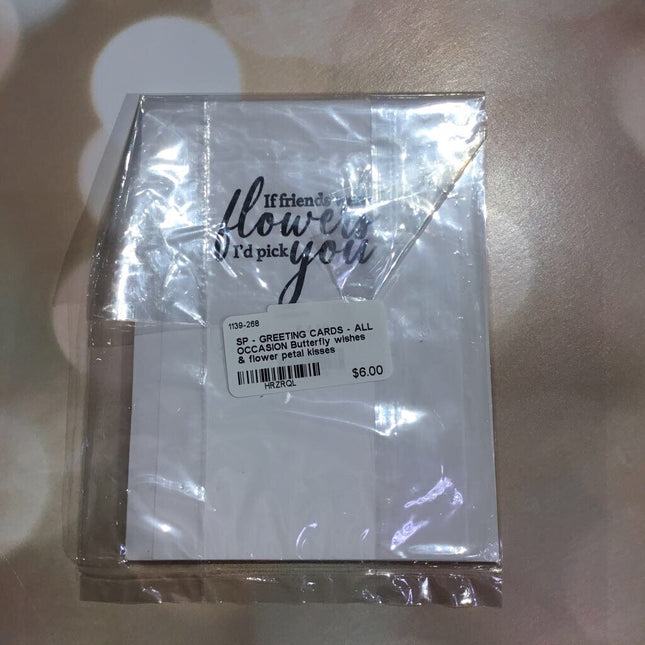 If friends
flowers
I'd pick you
1139-268
SP - GREETING CARDS - ALL
OCCASION Butterfly wishes
& flower petal kisses
$6.00
HRZRQL